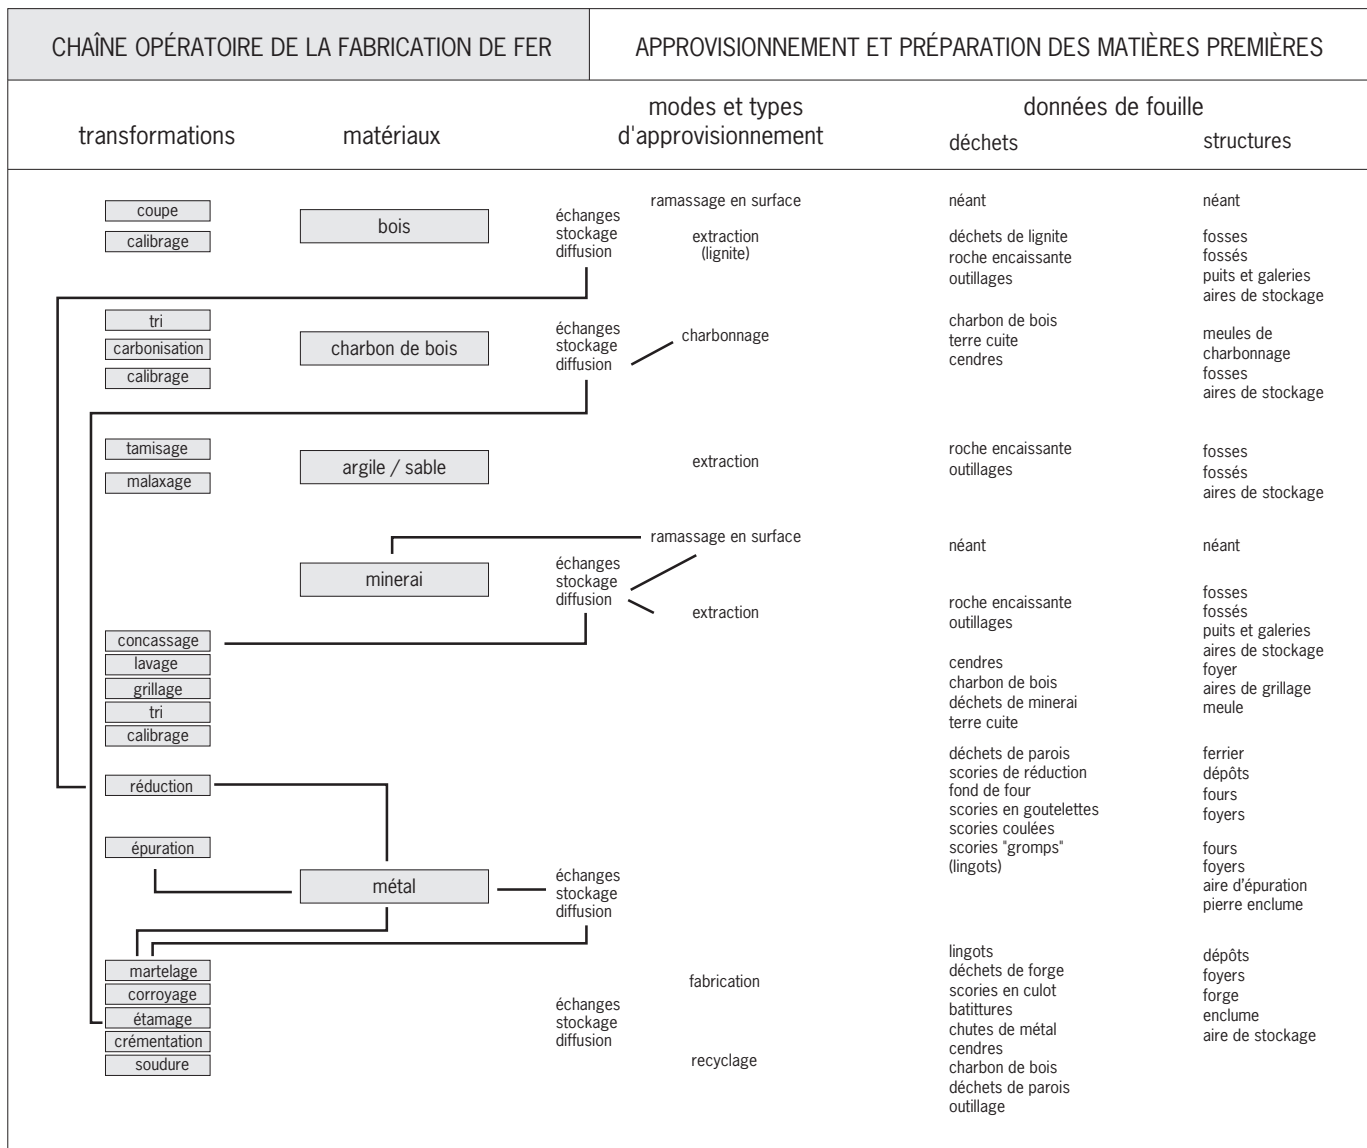 CHAÎNE OPÉRATOIRE DE LA FABRICATION DE FER
APPROVISIONNEMENT ET PRÉPARATION DES MATIÈRES PREMIÈRES
transformations
matériaux
modes et types
d'approvisionnement
données de fouille
déchets
structures
coupe
calibrage
bois
échanges
stockage
diffusion
ramassage en surface
extraction
(lignite)
néant
déchets de lignite
roche encaissante
outillages
néant
fosses
fossés
puits et galeries
aires de stockage
tri
carbonisation
calibrage
charbon de bois
échanges
stockage
diffusion
charbonnage
charbon de bois
terre cuite
cendres
meules de
charbonnage
fosses
aires de stockage
tamisage
malaxage
argile / sable
extraction
roche encaissante
outillages
fosses
fossés
aires de stockage
minerai
échanges
stockage
diffusion
ramassage en surface
extraction
néant
roche encaissante
outillages
néant
fosses
fossés
puits et galeries
aires de stockage
foyer
aires de grillage
meule
concassage
lavage
grillage
tri
calibrage
cendres
charbon de bois
déchets de minerai
terre cuite
réduction
épuration
métal
échanges
stockage
diffusion
déchets de parois
scories de réduction
fond de four
scories en goutelettes
scories coulées
scories "gromps"
(lingots)
ferrier
dépôts
fours
foyers
fours
foyers
aire d'épuration
pierre enclume
martelage
corroyage
étamage
crémentation
soudure
échanges
stockage
diffusion
fabrication
recyclage
lingots
déchets de forge
scories en culot
batittures
chutes de métal
cendres
charbon de bois
déchets de parois
outillage
dépôts
foyers
forge
enclume
aire de stockage